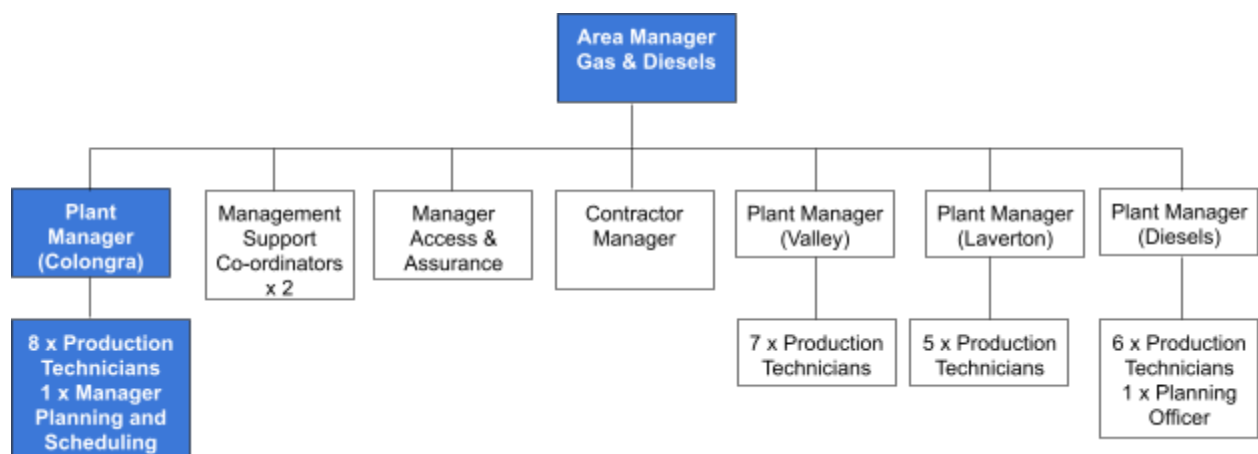 Area Manager
Gas & Diesels
Plant
Manager
(Colongra)
Management
Support
Co-ordinators
x 2
Manager
Access &
Assurance
Contractor
Manager
Plant Manager
(Valley)
Plant Manager
(Laverton)
Plant Manager
(Diesels)
8 x Production
Technicians
1 x Manager
Planning and
Scheduling
7 x Production
Technicians
5 x Production
Technicians
6 x Production
Technicians
1 x Planning
Officer